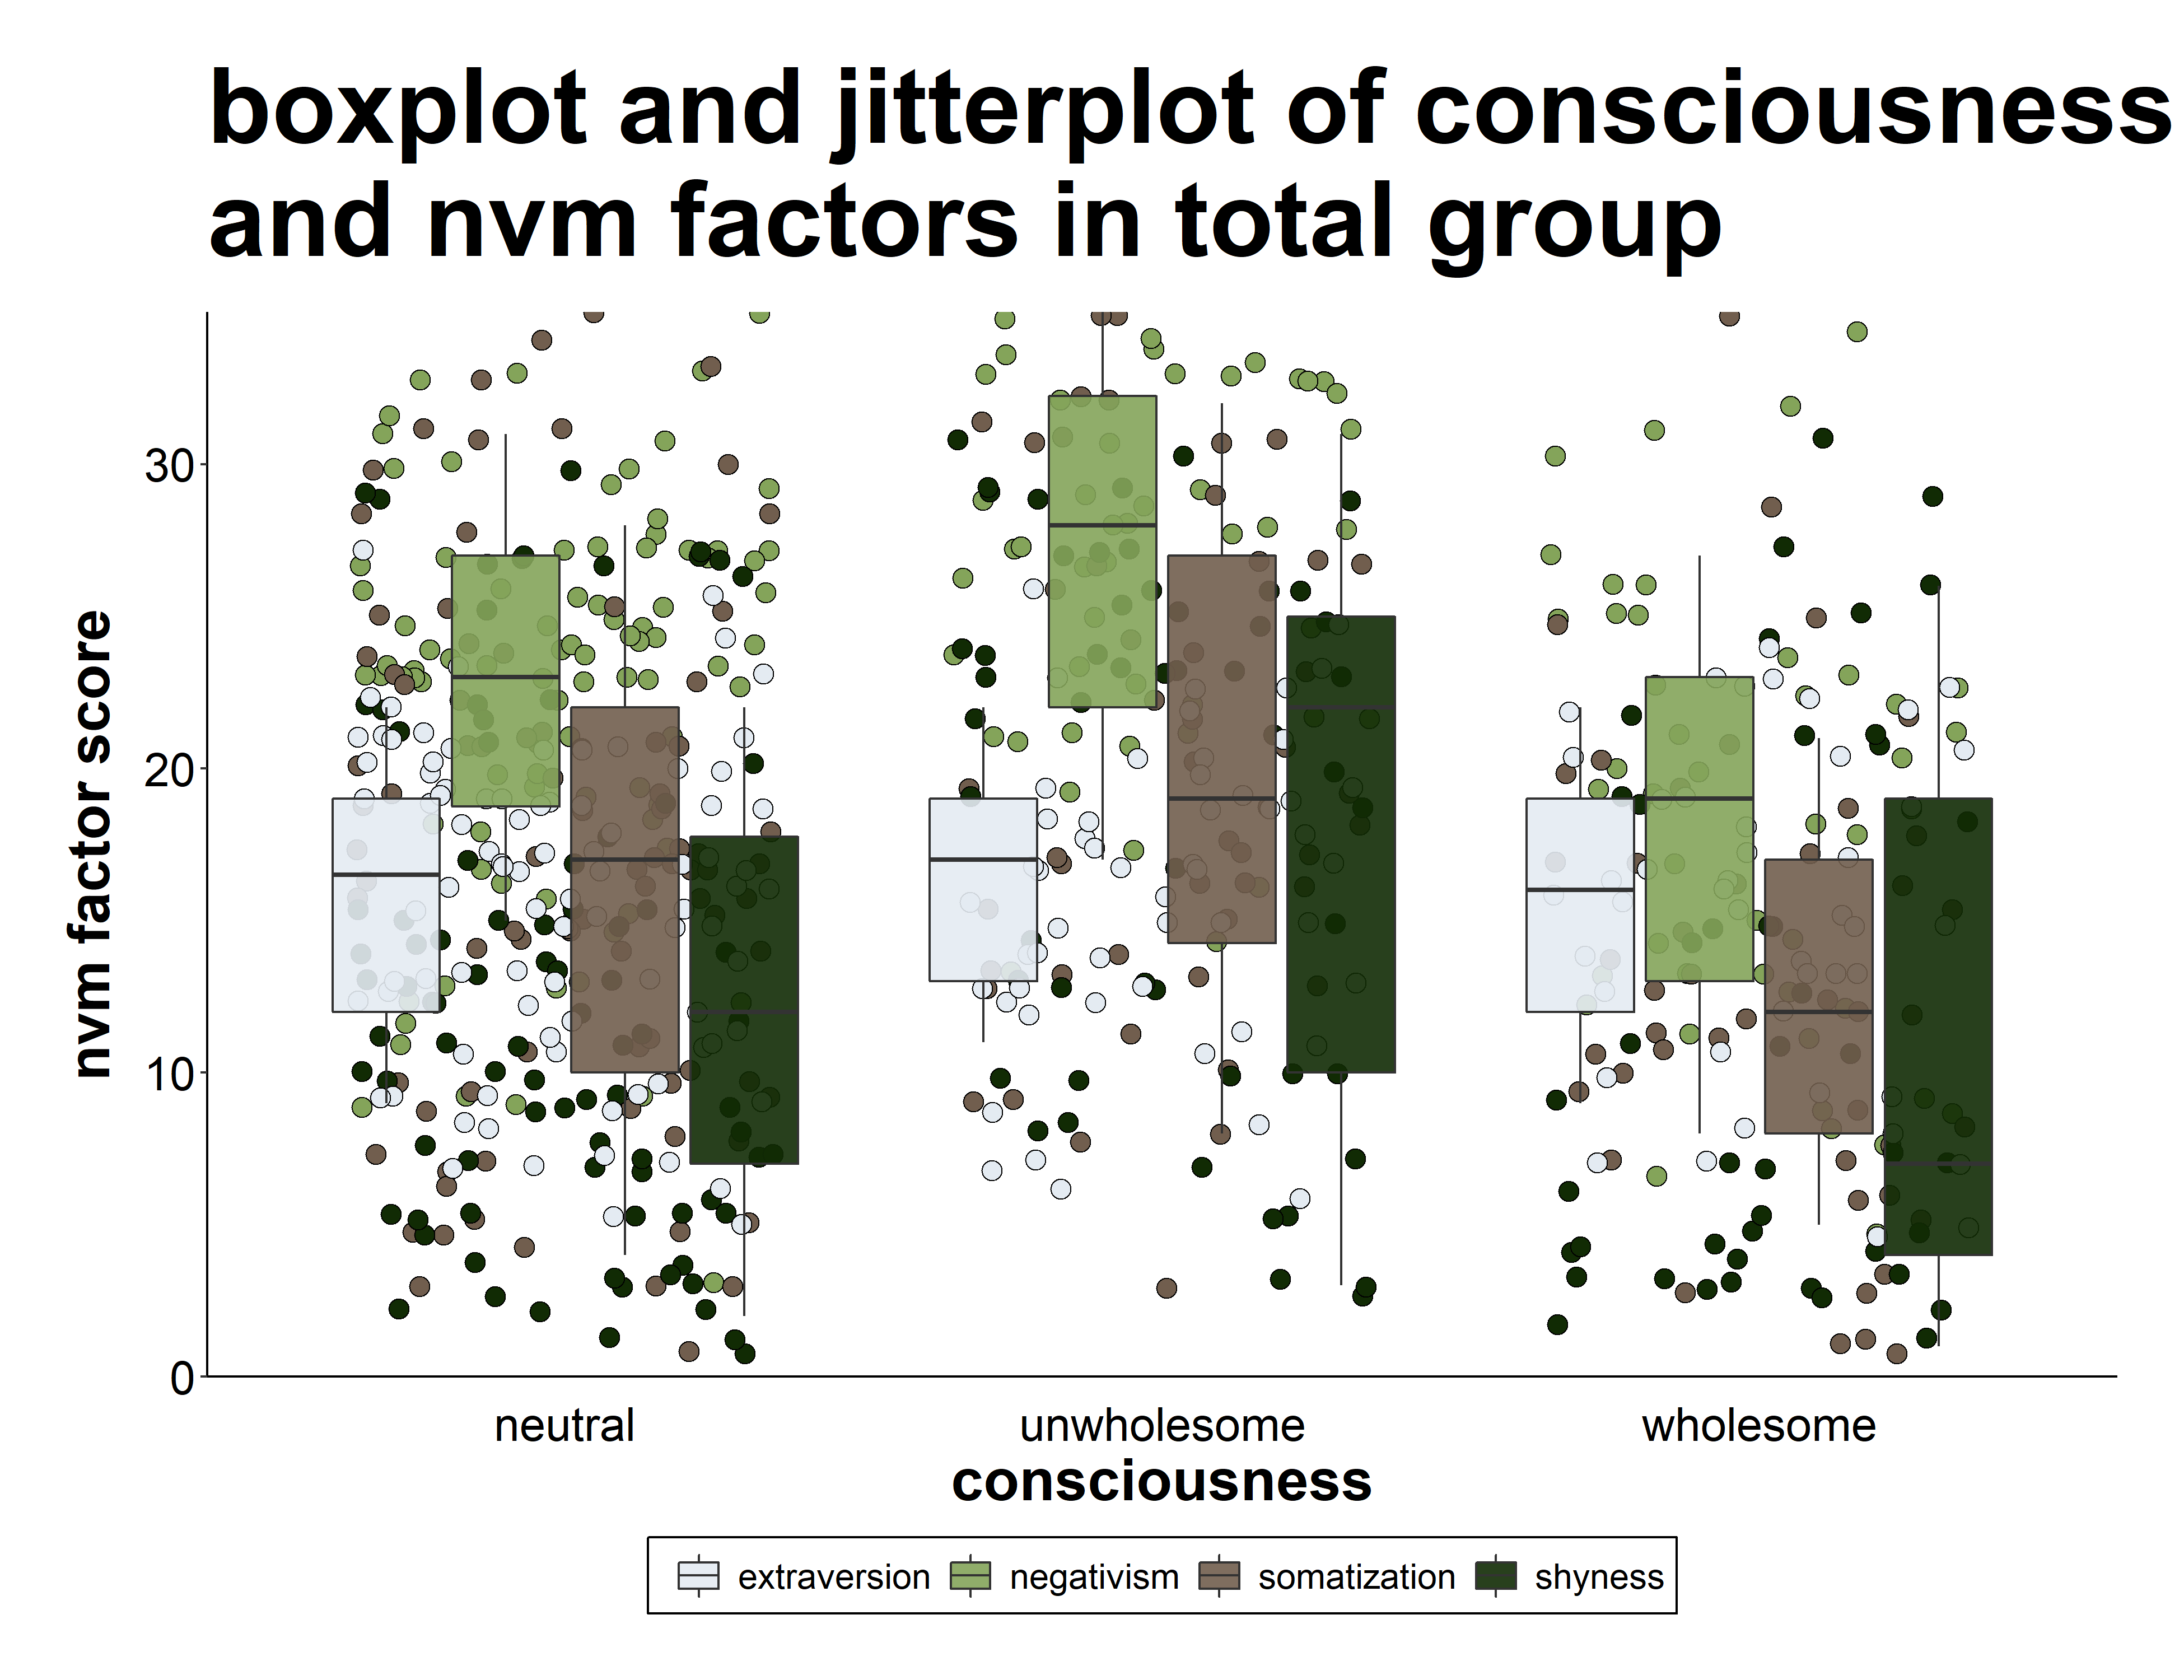 boxplot and jitterplot of consciousness
and nvm factors in total group
nvm factor score
30
20
10
0
neutral unwholesome wholesome
consciousness
extraversion negativism somatization shyness